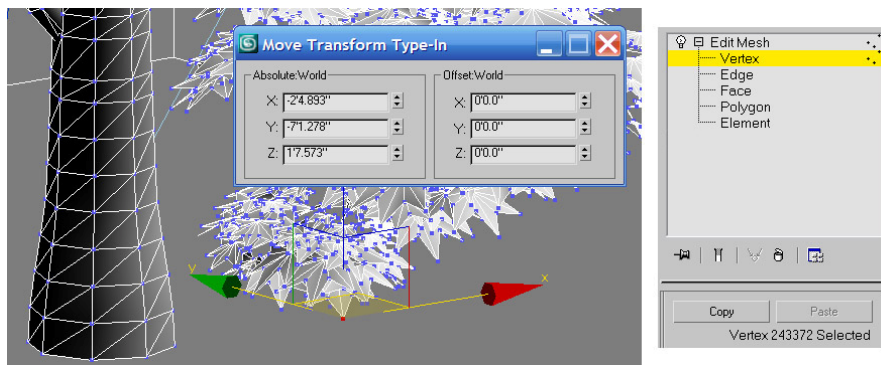 Move Transform Type-In
Absolute:World
X: -2'4.893"
Y: -7'1.278"
Z: 1'7.573"
Offset:World
X: 0'0.0"
Y: 0'0.0"
Z: 0'0.0"
y
x
Edit Mesh
Vertex
Edge
Face
Polygon
Element
Copy Paste
Vertex 243372 Selected